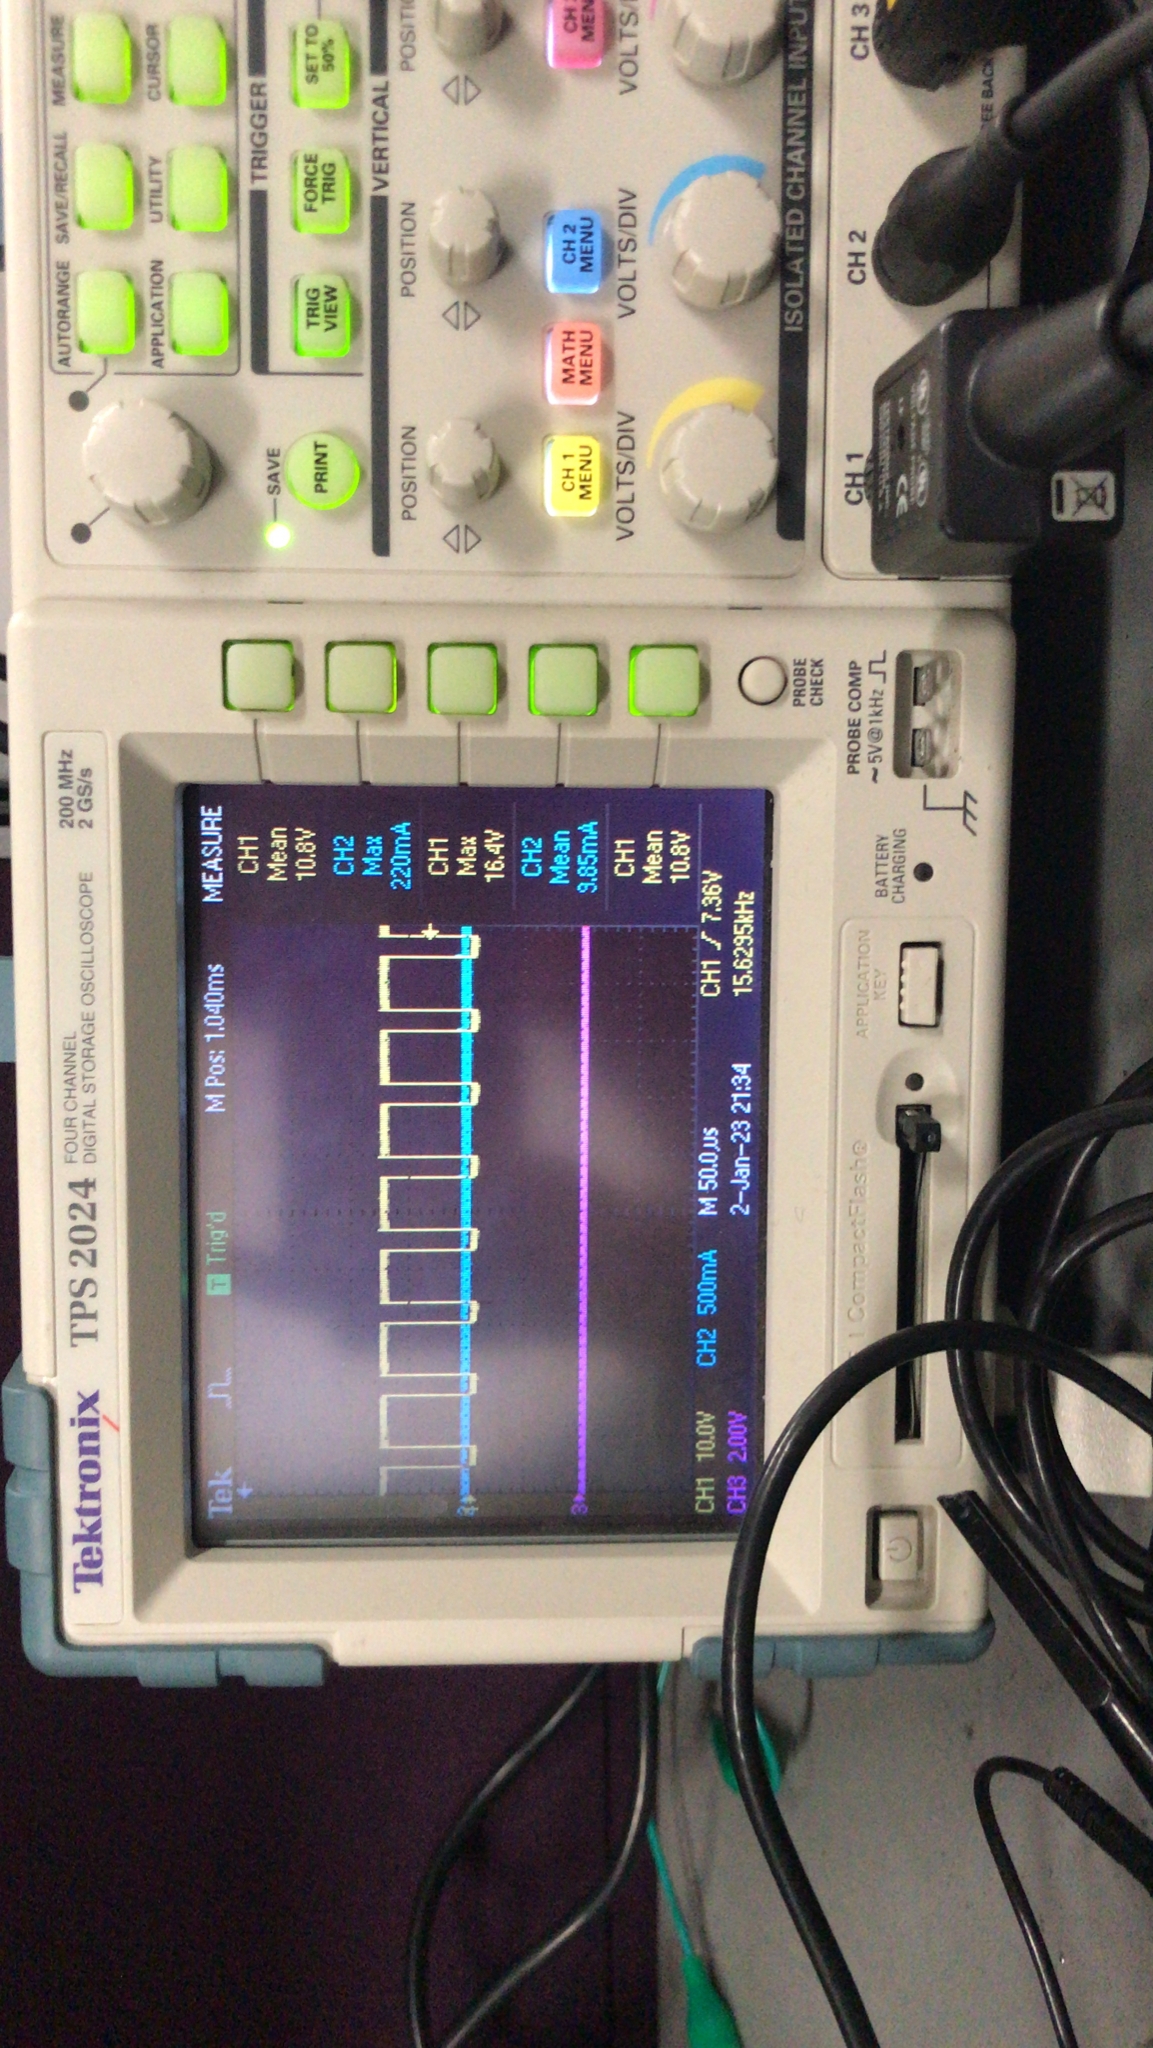 Tektronix TPS 2024 FOUR CHANNEL
DIGITAL STORAGE OSCILLOSCOPE
200 MHz
2 GS/s
Tek
T Trig'd
M Pos: 1.040ms
MEASURE
CH1
Mean
10.8V
CH2
Max
220mA
CH1
Max
16.4V
CH2
Mean
9.85mA
CH1
Mean
10.8V
2
3
CH1 10.0V
CH2 500mA
M 50.0µs
CH1 / 7.36V
CH3 2.00V
2-Jan-23 21:34
15.6295kHz
PROBE
CHECK
PROBE COMP
~5V@1kHz
BATTERY
CHARGING
APPLICATION
KEY
CompactFlash®
AUTORANGE
SAVE/RECALL
MEASURE
APPLICATION
UTILITY
CURSOR
SAVE
PRINT
TRIGGER
TRIG
VIEW
FORCE
TRIG
SET TO
50%
VERTICAL
POSITION
POSITION
CH 1
MENU
MATH
MENU
CH 2
MENU
VOLTS/DIV
VOLTS/DIV
ISOLATED CHANNEL
CH 1
CH 2
CH 3
CE